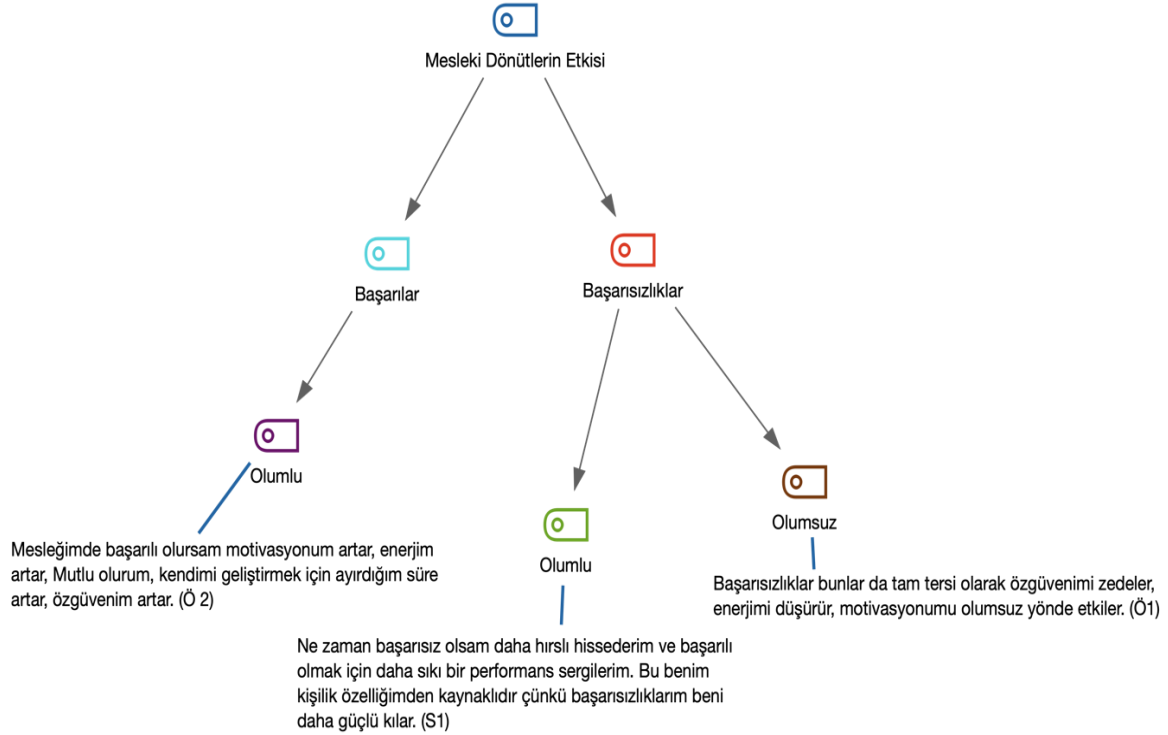 Mesleki Dönütlerin Etkisi
Başarılar
Başarısızlıklar
Olumlu
Mesleğimde başarılı olursam motivasyonum artar, enerjim
artar, Mutlu olurum, kendimi geliştirmek için ayırdığım süre
artar, özgüvenim artar. (Ö 2)
Olumlu
Ne zaman başarısız olsam daha hırslı hissederim ve başarılı
olmak için daha sıkı bir performans sergilerim. Bu benim
kişilik özelliğimden kaynaklıdır çünkü başarısızlıklarım beni
daha güçlü kılar. (S1)
Olumsuz
Başarısızlıklar bunlar da tam tersi olarak özgüvenimi zedeler,
enerjimi düşürür, motivasyonumu olumsuz yönde etkiler. (Ö1)